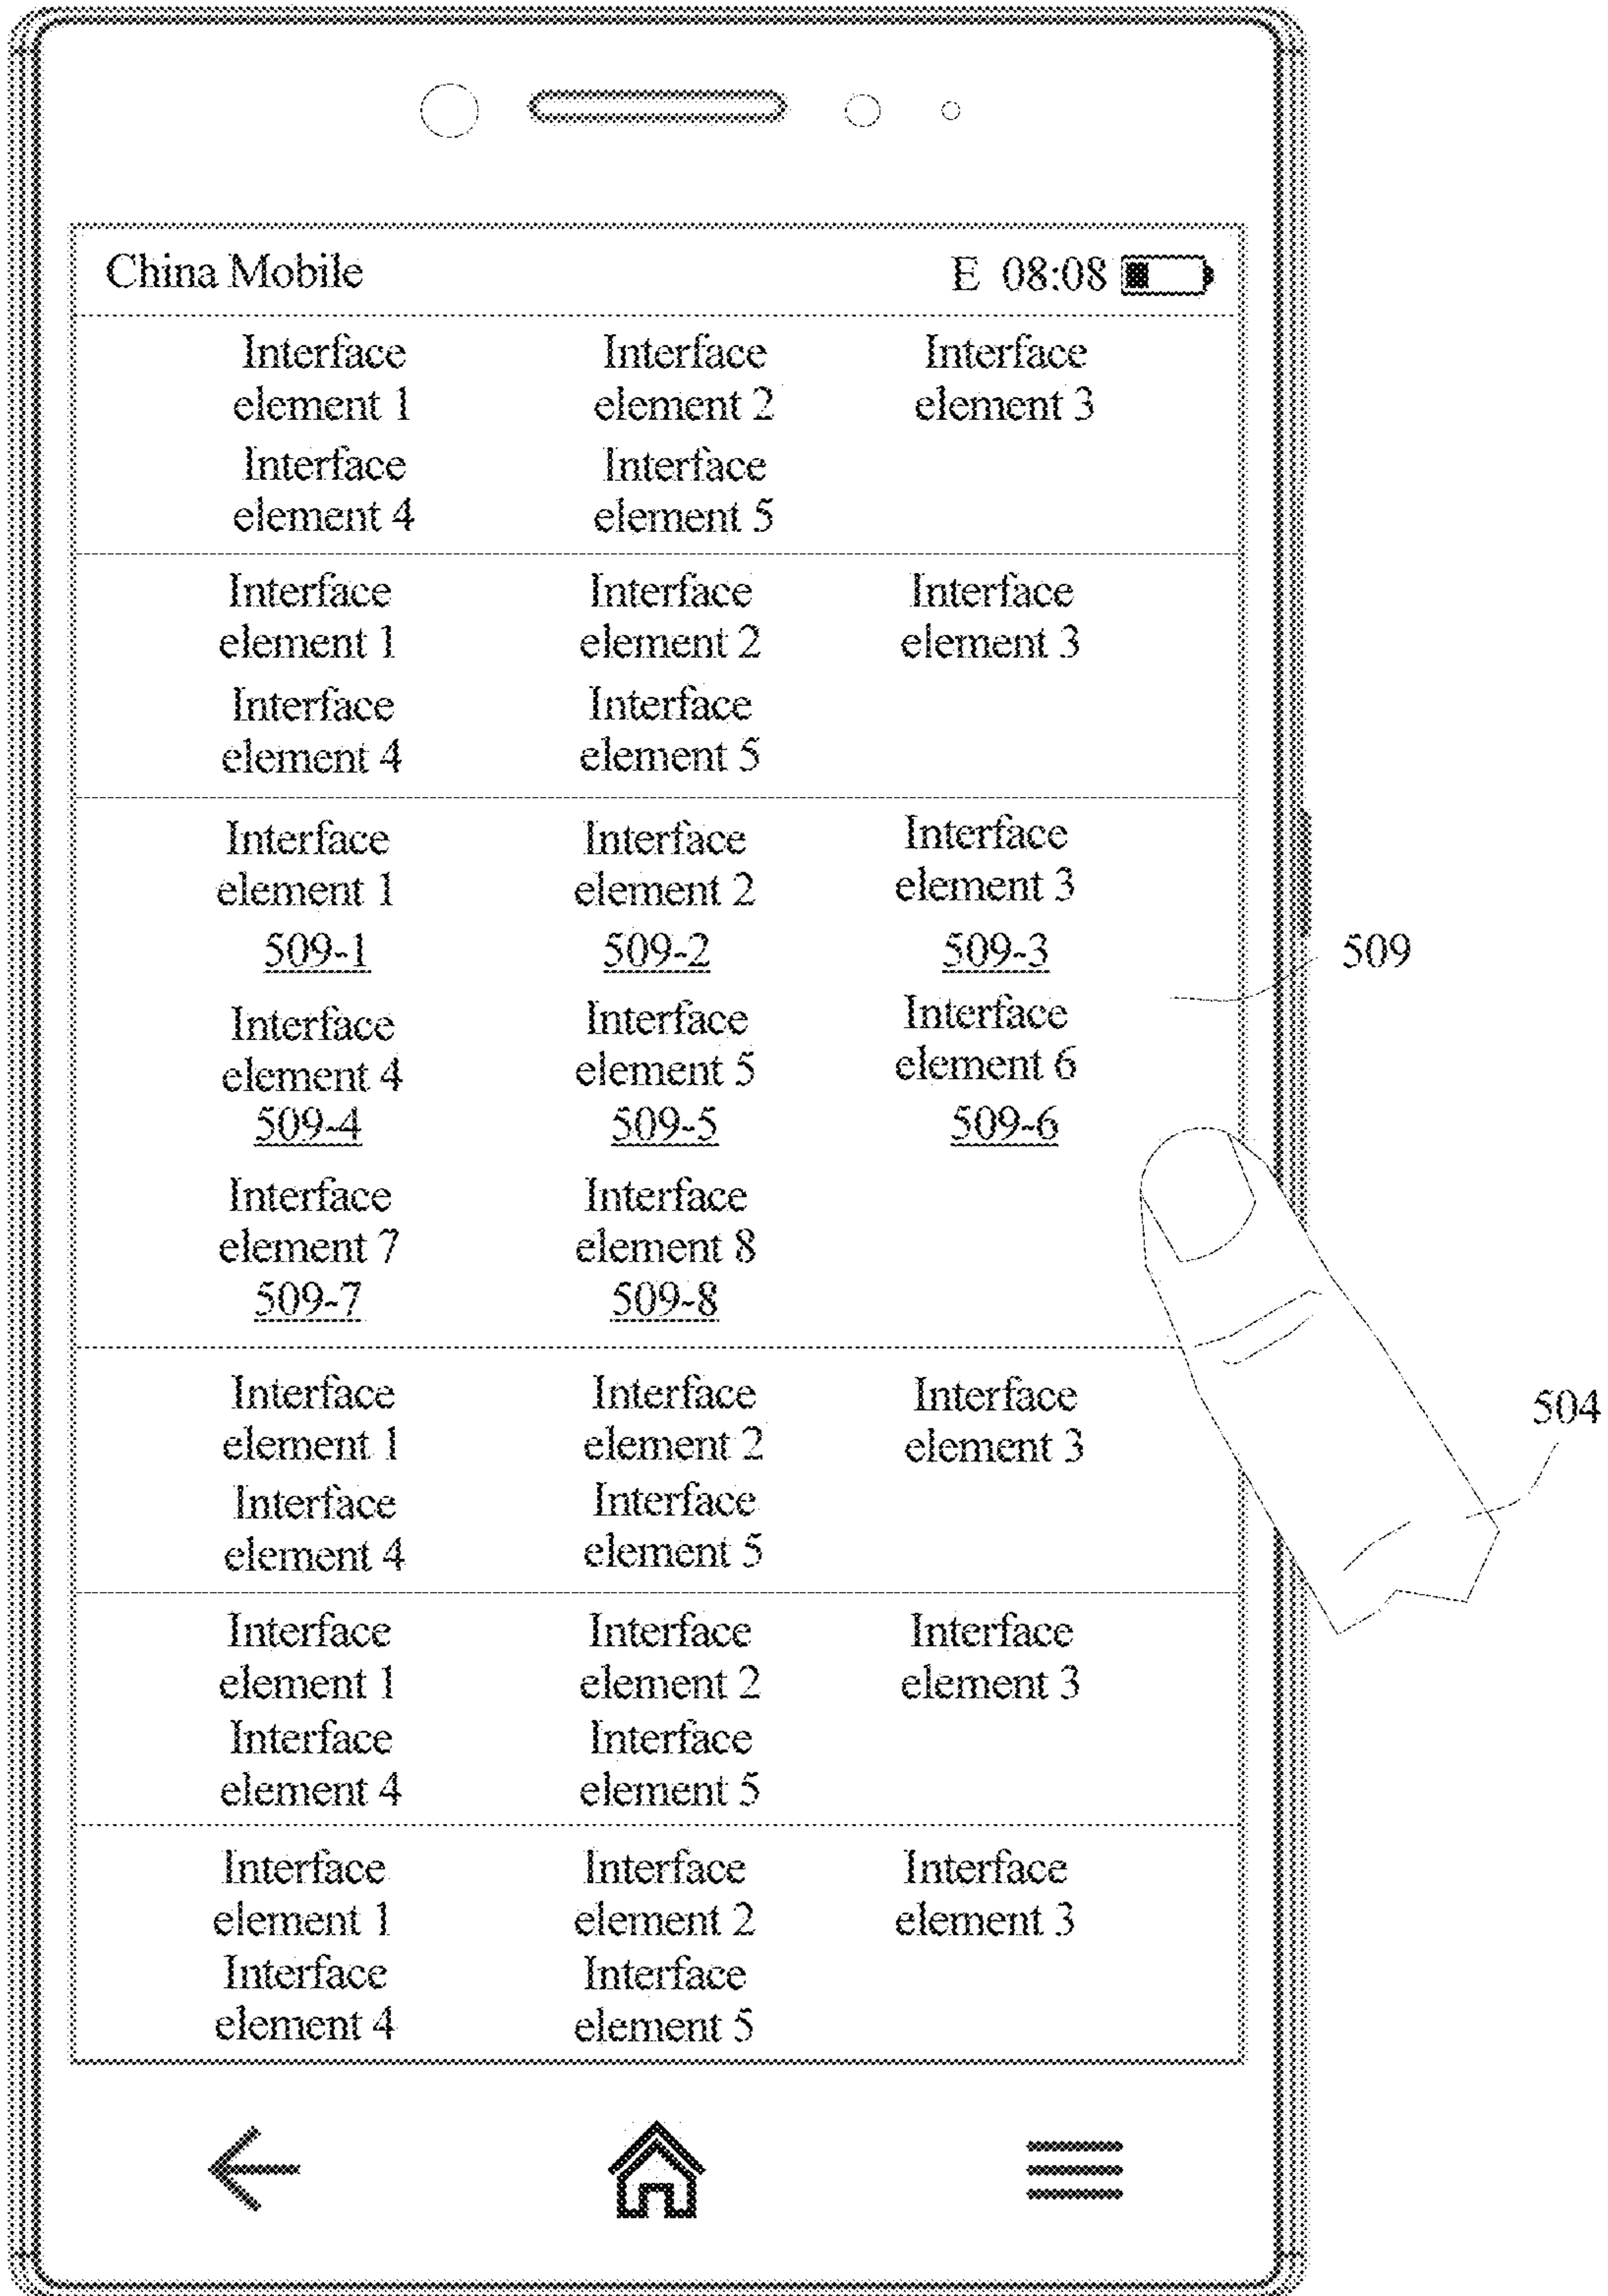 China Mobile E 08:08
Interface Interface Interface
element 1 element 2 element 3
Interface Interface
element 4 element 5
Interface Interface Interface
element 1 element 2 element 3
Interface Interface
element 4 element 5
Interface Interface Interface
element 1 element 2 element 3
509-1 509-2 509-3 509
Interface Interface Interface
element 4 element 5 element 6
509-4 509-5 509-6
Interface Interface
element 7 element 8
509-7 509-8
Interface Interface Interface 504
element 1 element 2 element 3
Interface Interface
element 4 element 5
Interface Interface Interface
element 1 element 2 element 3
Interface Interface
element 4 element 5
Interface Interface Interface
element 1 element 2 element 3
Interface Interface
element 4 element 5